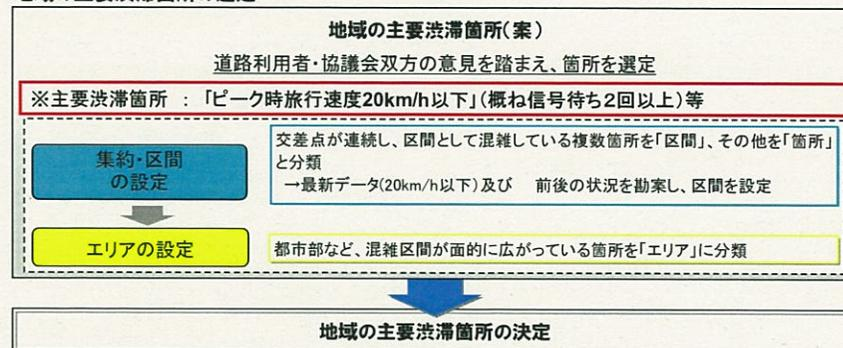 地域の主要渋滞箇所(案)
道路利用者・協議会双方の意見を踏まえ、箇所を選定
※主要渋滞箇所 : 「ピーク時旅行速度20km/h以下」(概ね信号待ち2回以上)等
集約・区間
の設定
交差点が連続し、区間として混雑している複数箇所を「区間」、その他を「箇所」
と分類
→最新データ(20km/h以下)及び 前後の状況を勘案し、区間を設定
エリアの設定
都市部など、混雑区間が面的に広がっている箇所を「エリア」に分類
地域の主要渋滞箇所の決定